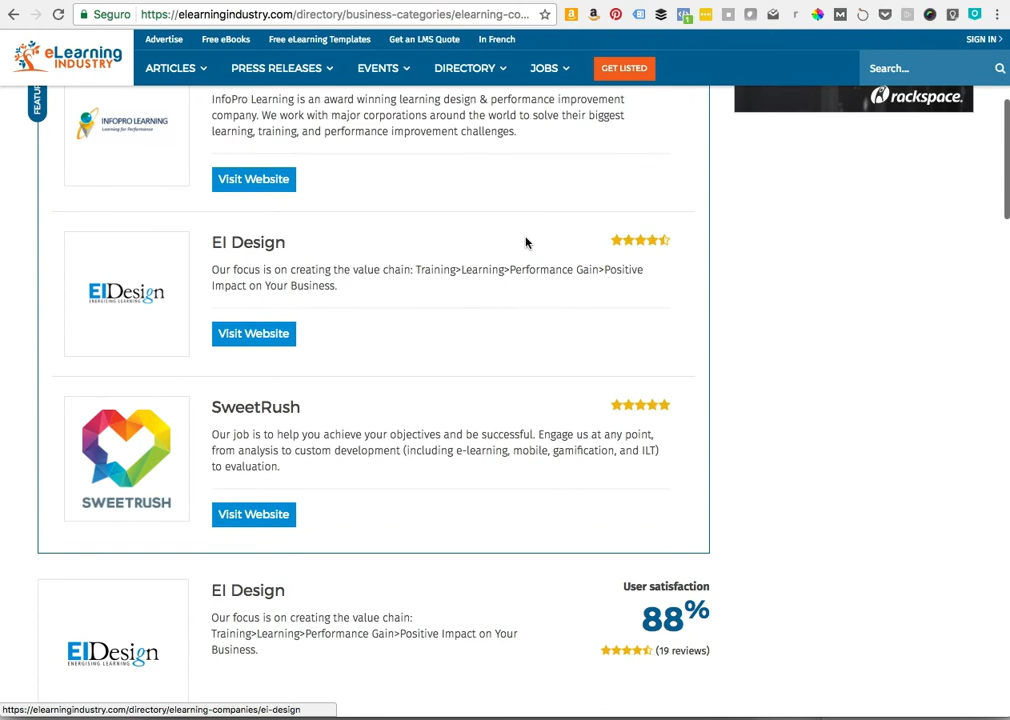 Seguro https://elearningindustry.com/directory/business-categories/elearning-co...
eLearning
INDUSTRY
Advertise Free eBooks Free eLearning Templates Get an LMS Quote In French SIGN IN
ARTICLES PRESS RELEASES EVENTS DIRECTORY JOBS GET LISTED Search...
FEATUR
rackspace.
INFOPRO LEARNING
Learning for Performance
InfoPro Learning is an award winning learning design & performance improvement
company. We work with major corporations around the world to solve their biggest
learning, training, and performance improvement challenges.
Visit Website
EI Design
EIDesign
ENERGISING LEARNING
Our focus is on creating the value chain: Training>Learning>Performance Gain>Positive
Impact on Your Business.
Visit Website
SweetRush
SWEETRUSH
Our job is to help you achieve your objectives and be successful. Engage us at any point,
from analysis to custom development (including e-learning, mobile, gamification, and ILT)
to evaluation.
Visit Website
EI Design
EIDesign
ENERGISING LEARNING
Our focus is on creating the value chain:
Training>Learning>Performance Gain>Positive Impact on Your
Business.
User satisfaction
88%
(19 reviews)
https://elearningindustry.com/directory/elearning-companies/ei-design